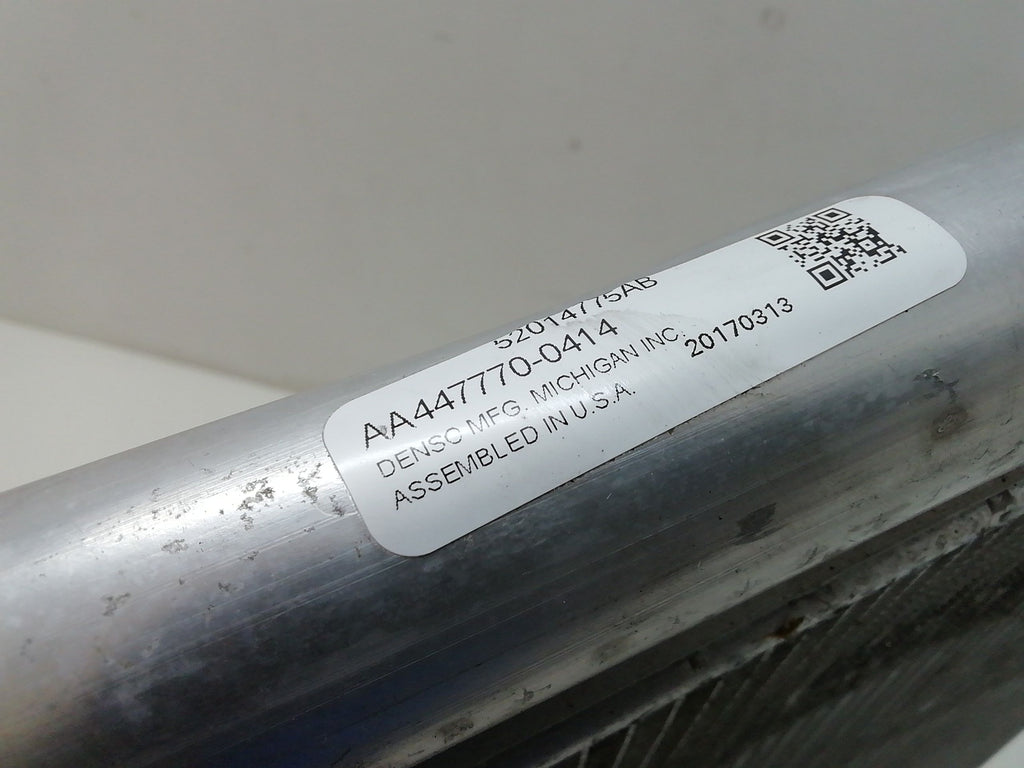 52014775AB
AA447770-0414
DENSO MFG. MICHIGAN INC.
20170313
ASSEMBLED IN U.S.A.